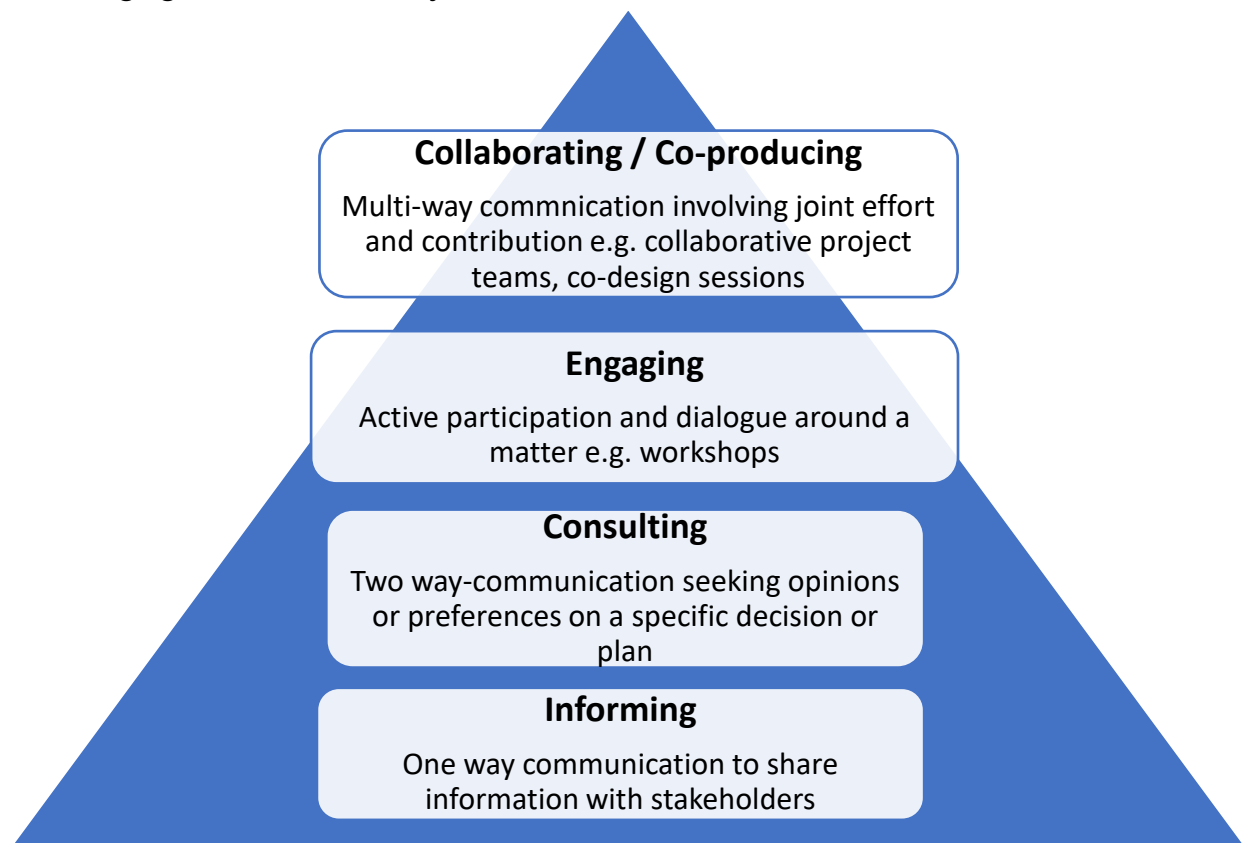 Collaborating / Co-producing
Multi-way commnication involving joint effort
and contribution e.g. collaborative project
teams, co-design sessions
Engaging
Active participation and dialogue around a
matter e.g. workshops
Consulting
Two way-communication seeking opinions
or preferences on a specific decision or
plan
Informing
One way communication to share
information with stakeholders